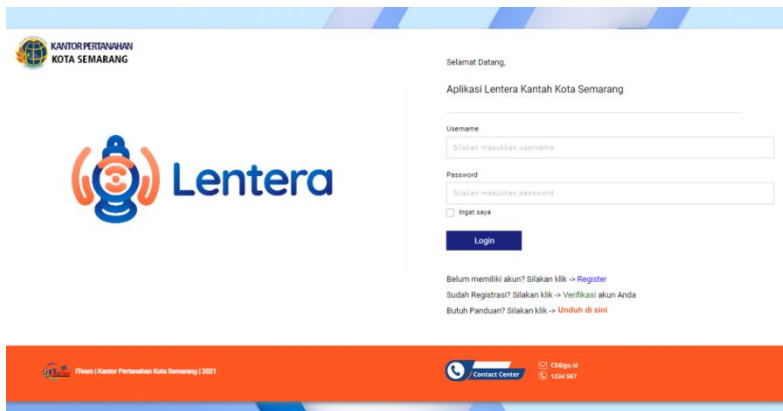 KANTOR PERTANAHAN
KOTA SEMARANG
Lentera
Selamat Datang,
Aplikasi Lentera Kantah Kota Semarang
Username
Silakan masukkan username
Password
Silakan masukkan password
Ingat saya
Login
Belum memiliki akun? Silakan klik -> Register
Sudah Registrasi? Silakan klik -> Verifikasi akun Anda
Butuh Panduan? Silakan klik -> Unduh di sini
ITeam | Kantor Pertanahan Kota Semarang | 2021
Contact Center
CS@go.id
1234 567